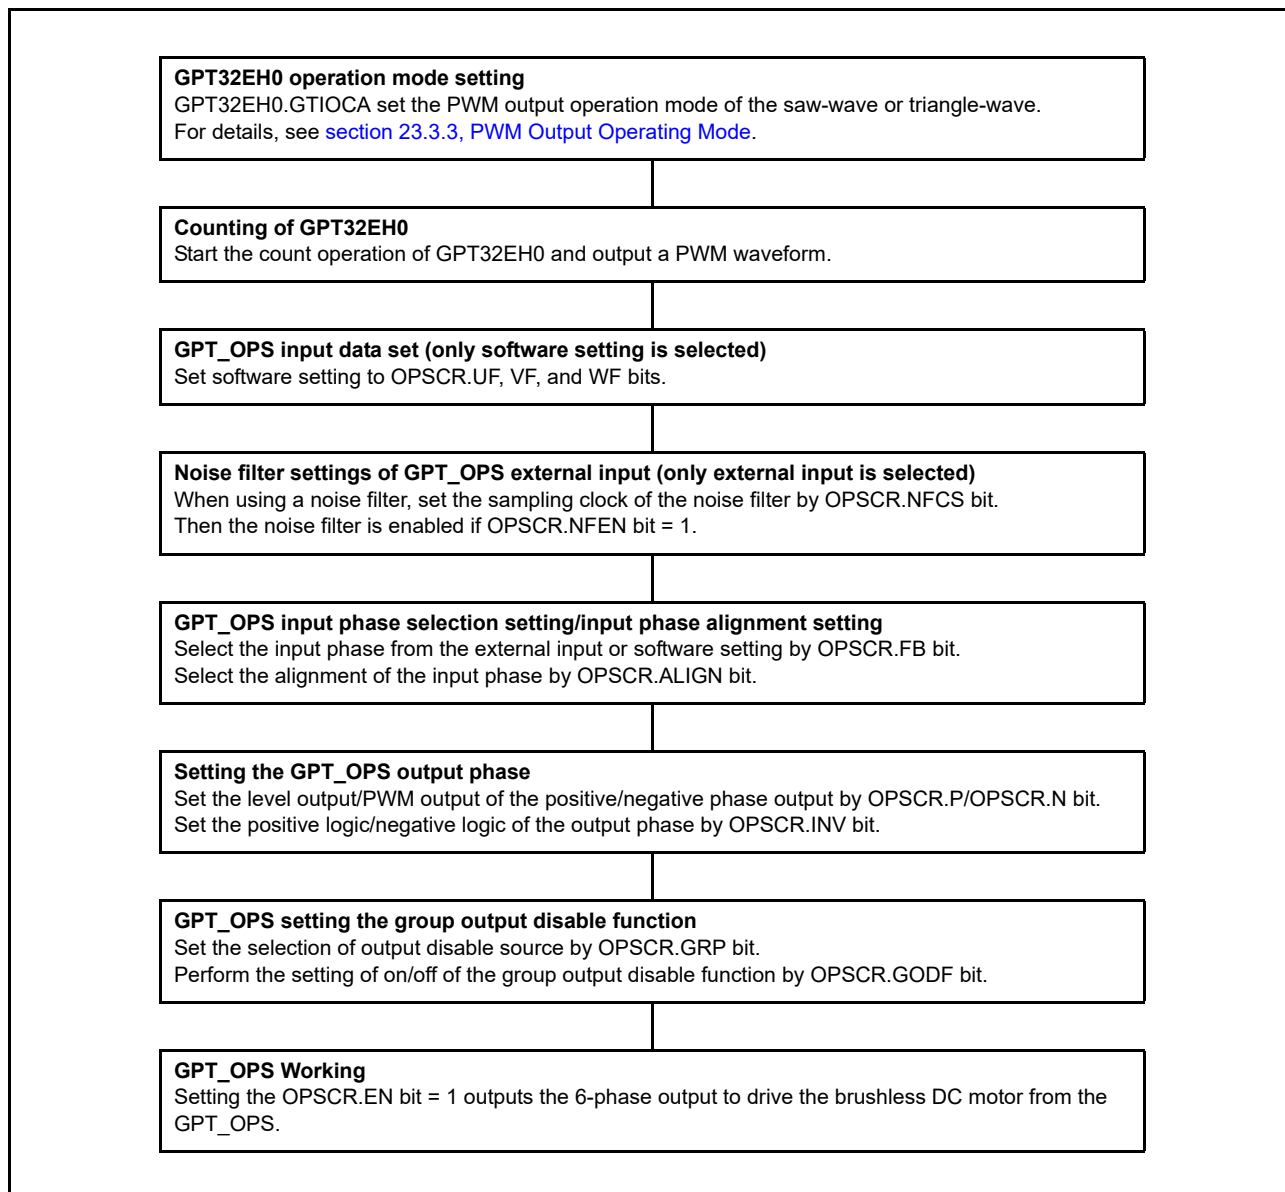 GPT32EH0 operation mode setting
GPT32EH0.GTIOCA set the PWM output operation mode of the saw-wave or triangle-wave.
For details, see section 23.3.3, PWM Output Operating Mode.
Counting of GPT32EH0
Start the count operation of GPT32EH0 and output a PWM waveform.
GPT_OPS input data set (only software setting is selected)
Set software setting to OPSCR.UF, VF, and WF bits.
Noise filter settings of GPT_OPS external input (only external input is selected)
When using a noise filter, set the sampling clock of the noise filter by OPSCR.NFCS bit.
Then the noise filter is enabled if OPSCR.NFEN bit = 1.
GPT_OPS input phase selection setting/input phase alignment setting
Select the input phase from the external input or software setting by OPSCR.FB bit.
Select the alignment of the input phase by OPSCR.ALIGN bit.
Setting the GPT_OPS output phase
Set the level output/PWM output of the positive/negative phase output by OPSCR.P/OPSCR.N bit.
Set the positive logic/negative logic of the output phase by OPSCR.INV bit.
GPT_OPS setting the group output disable function
Set the selection of output disable source by OPSCR.GRP bit.
Perform the setting of on/off of the group output disable function by OPSCR.GODF bit.
GPT_OPS Working
Setting the OPSCR.EN bit = 1 outputs the 6-phase output to drive the brushless DC motor from the
GPT_OPS.